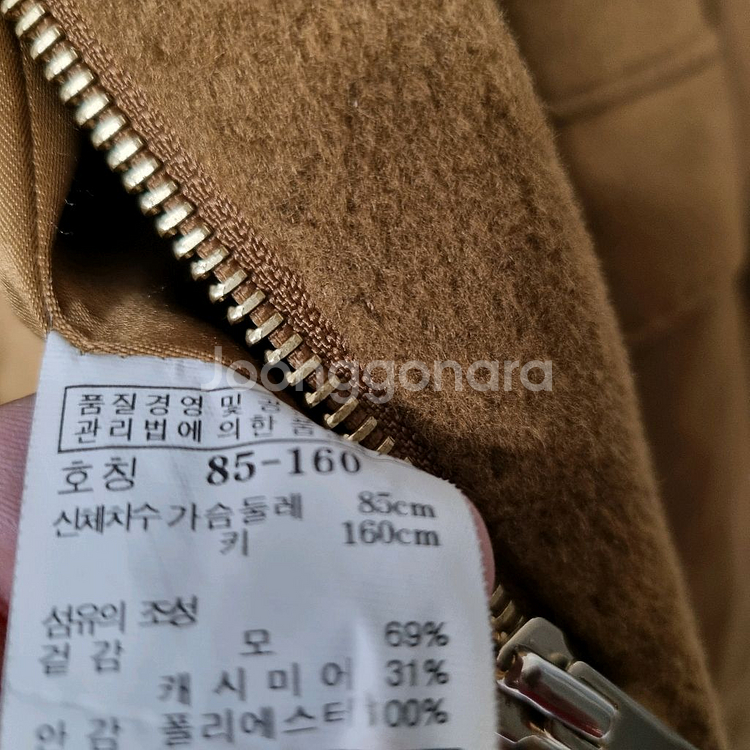 Joonggonara
품질경영 및
관리법에 의한 품
호칭 85-160
신체치수 가슴둘레 85cm
키 160cm
섬유의 조성
겉감 모 69%
캐시미어 31%
안감 폴리에스터 100%